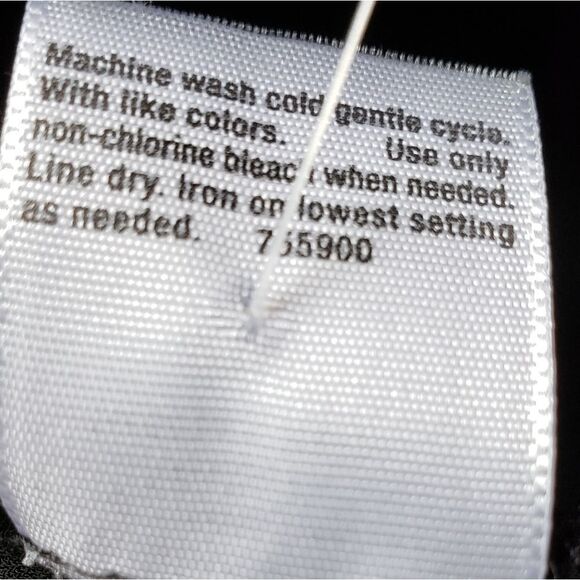 Machine wash cold gentle cycle.
With like colors. Use only
non-chlorine bleach when needed.
Line dry. Iron on lowest setting
as needed.